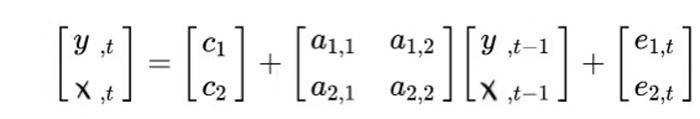 [y ,t  x ,t] = [c1  c2] + [a1,1 a1,2  a2,1 a2,2] [y ,t−1  x ,t−1] + [e1,t  e2,t]